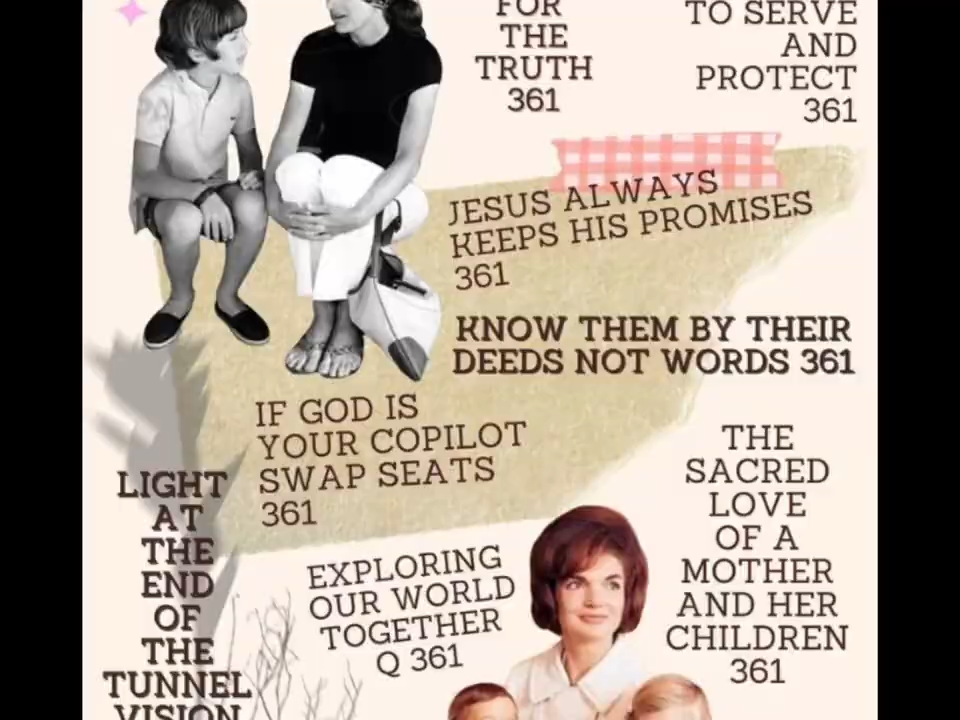 FOR
THE
TRUTH
361
TO SERVE
AND
PROTECT
361
JESUS ALWAYS
KEEPS HIS PROMISES
361
KNOW THEM BY THEIR
DEEDS NOT WORDS 361
IF GOD IS
YOUR COPILOT
SWAP SEATS
361
LIGHT
AT
THE
END
OF
THE
TUNNEL
VISION
EXPLORING
OUR WORLD
TOGETHER
Q 361
THE
SACRED
LOVE
OF A
MOTHER
AND HER
CHILDREN
361